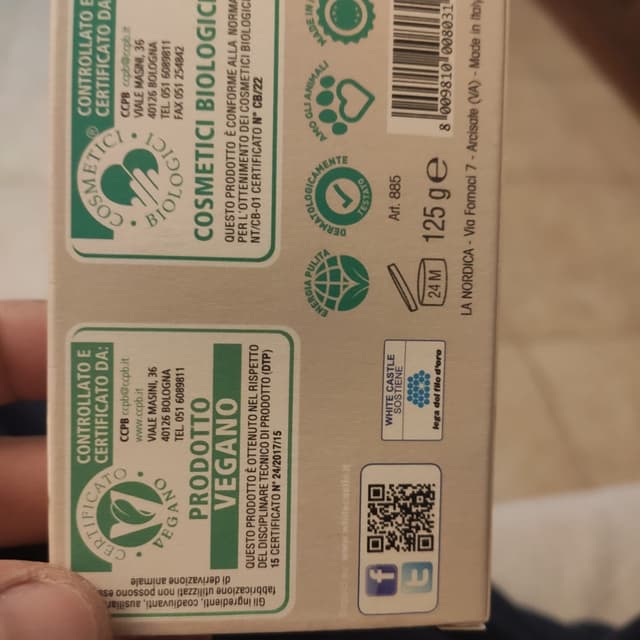 CONTROLLATO E
CERTIFICATO DA:
CCPB ccpb@ccpb.it
VIALE MASINI, 36
40126 BOLOGNA
TEL 051 6089811
FAX 051 254842
COSMETICI
BIOLOGICI
®
COSMETICI BIOLOGICI
QUESTO PRODOTTO È CONFORME ALLA NORMA
PER L'OTTENIMENTO DEI COSMETICI BIOLOGICI
NT/CB-01 CERTIFICATO N° CB/22
CONTROLLATO E
CERTIFICATO DA:
CCPB ccpb@ccpb.it
www.ccpb.it
VIALE MASINI, 36
40126 BOLOGNA
TEL. 051 6089811
CERTIFICATO
VEGANO
PRODOTTO
VEGANO
QUESTO PRODOTTO È OTTENUTO NEL RISPETTO
DEL DISCIPLINARE TECNICO DI PRODOTTO (DTP)
15 CERTIFICATO N° 24/2017/15
Gli ingredienti, coadiuvanti, ausiliari
fabbricazione utilizzati non possono
di derivazione animale
MADE IN
AMO GLI ANIMALI
DERMATOLOGICAMENTE
TESTATO
ENERGIA PULITA
8 009810 008031
Art. 885
125 g e
24 M
LA NORDICA - Via Fornaci 7 - Arcisate (VA) - Made in Italy
WHITE CASTLE
SOSTIENE
lega del filo d'oro
f
t